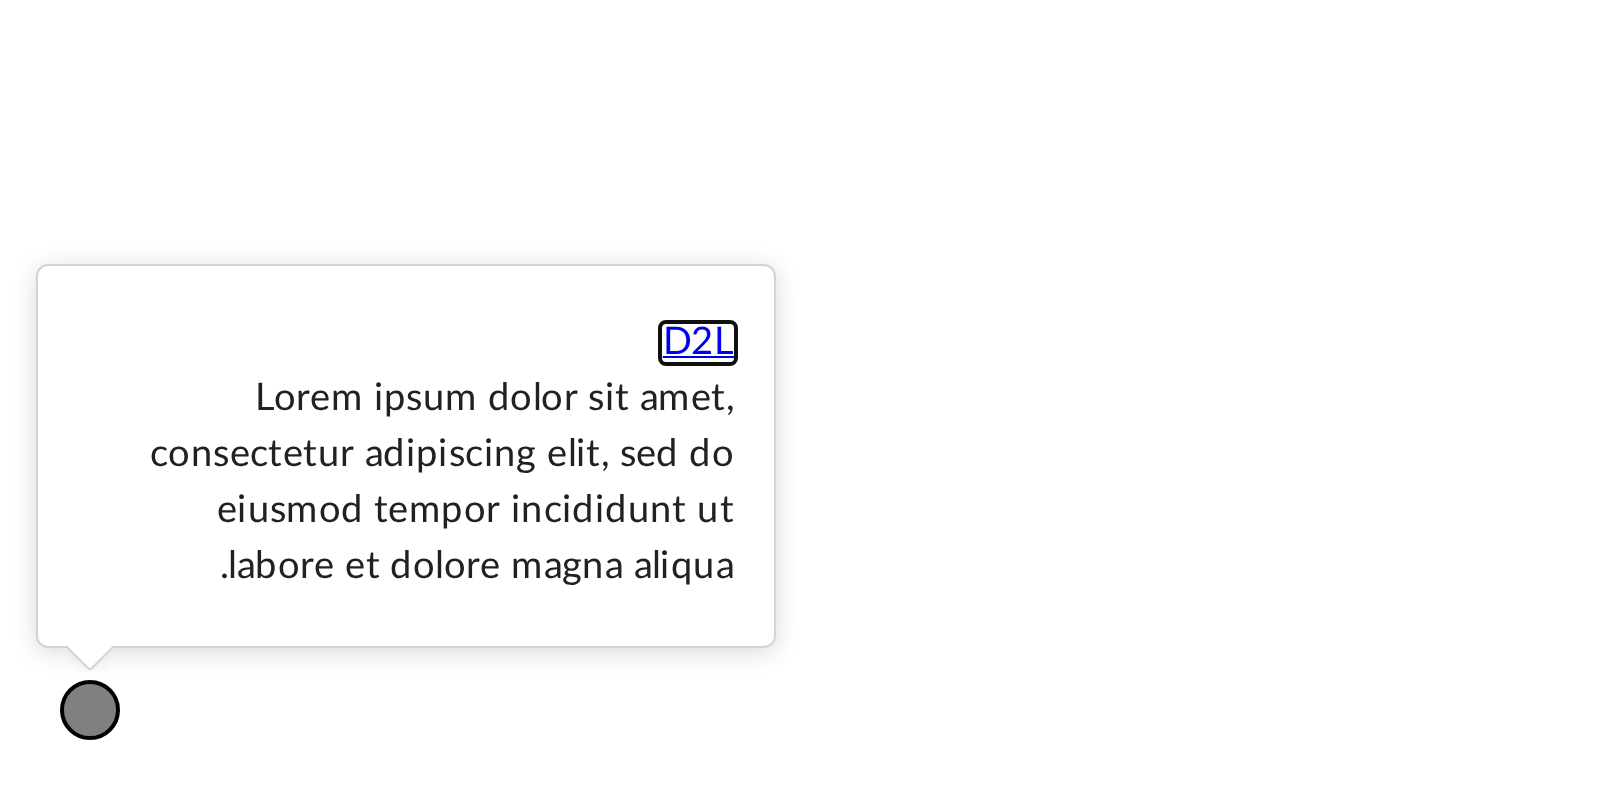 D2L
Lorem ipsum dolor sit amet,
consectetur adipiscing elit, sed do
eiusmod tempor incididunt ut
.labore et dolore magna aliqua